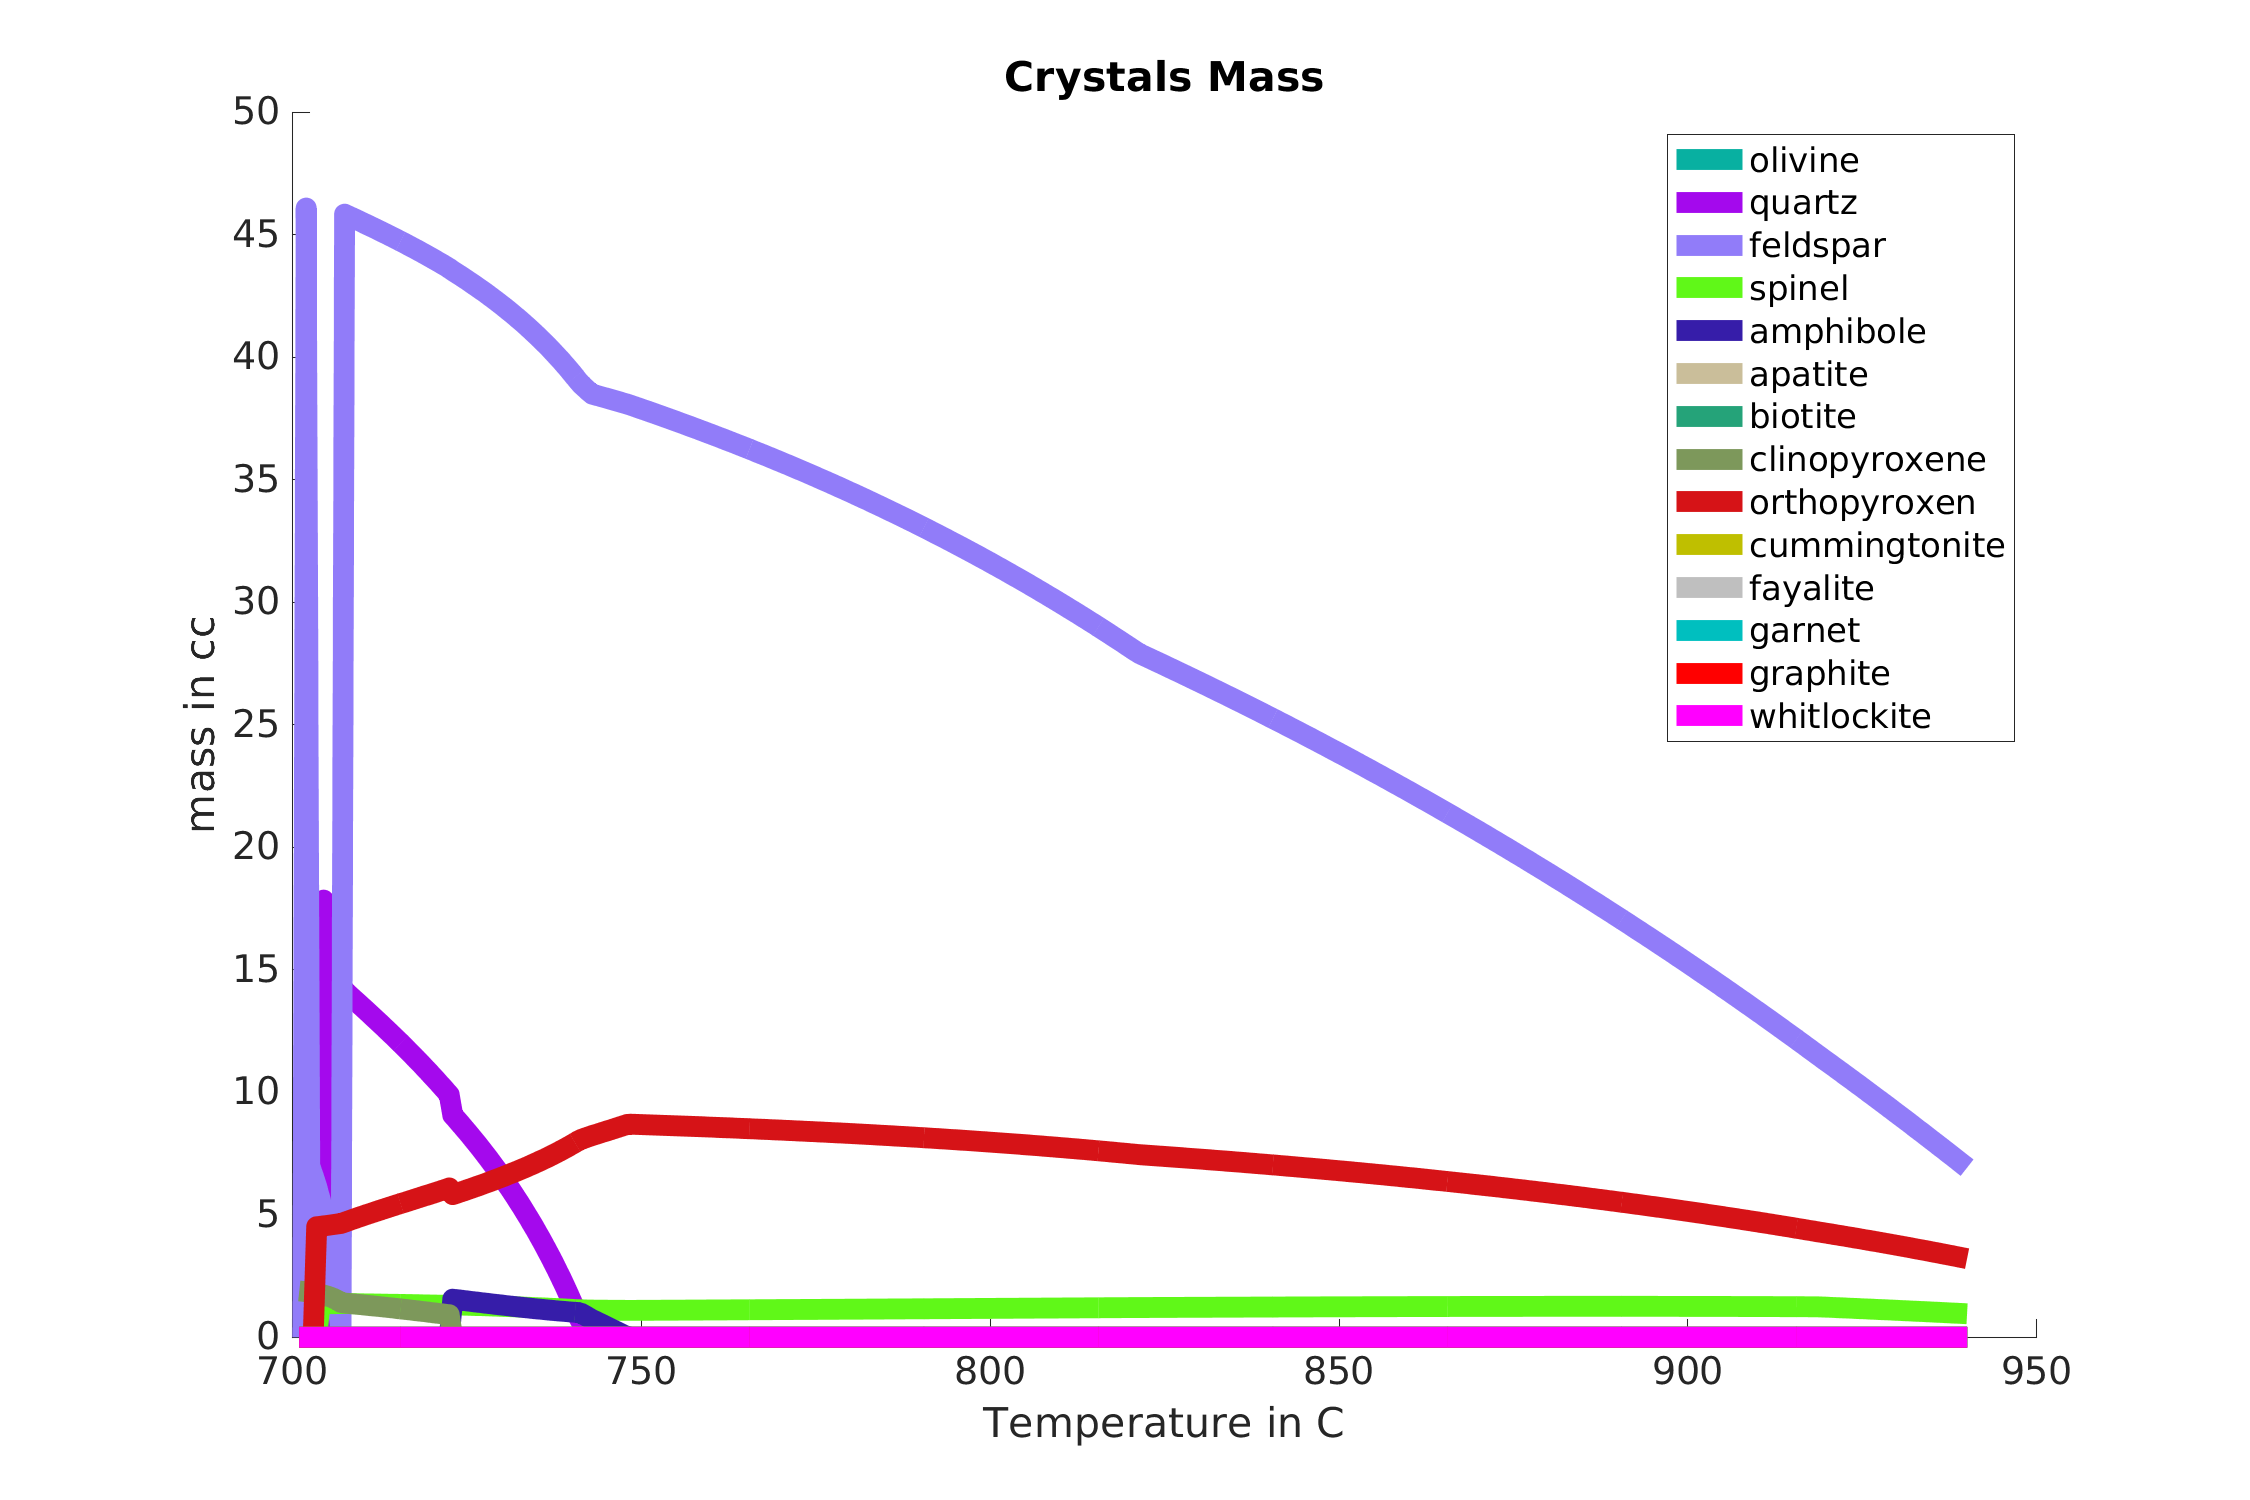 Crystals Mass
50
45
40
35
30
25
20
15
10
5
0
mass in cc
700
750
800
850
900
950
Temperature in C
olivine
quartz
feldspar
spinel
amphibole
apatite
biotite
clinopyroxene
orthopyroxen
cummingtonite
fayalite
garnet
graphite
whitlockite